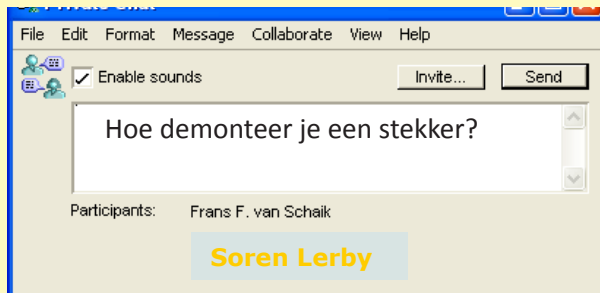 File Edit Format Message Collaborate View Help
Enable sounds Invite... Send
Hoe demonteer je een stekker?
Participants: Frans F. van Schaik
Soren Lerby